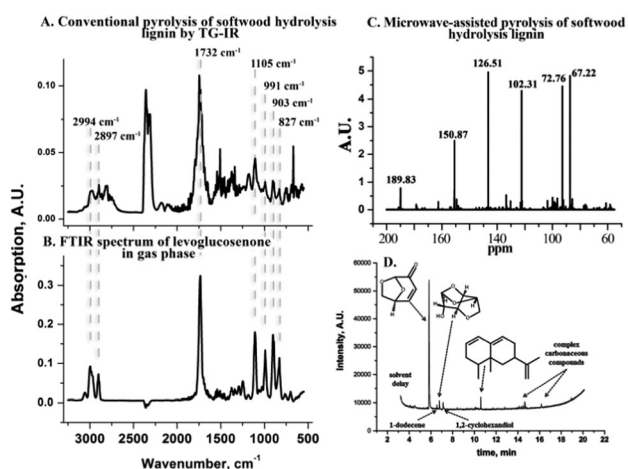 A. Conventional pyrolysis of softwood hydrolysis
lignin by TG-IR
1732 cm-1
1105 cm-1
991 cm-1
903 cm-1
827 cm-1
2994 cm-1
2897 cm-1
0.10
0.05
0.00
Absorption, A.U.
B. FTIR spectrum of levoglucosenone
in gas phase
0.3
0.2
0.1
0.0
3000 2500 2000 1500 1000 500
Wavenumber, cm-1
C. Microwave-assisted pyrolysis of softwood
hydrolysis lignin
126.51
102.31
72.76
67.22
150.87
189.83
A.U.
5
4
3
2
1
0
200 160 140 100 60
ppm
D.
60000
50000
40000
30000
20000
10000
0
Intensity, A.U.
O
O
O
H
O
O
O
H
H
H
HO
solvent
delay
complex
carbonaceous
compounds
1-dodecene
1,2-cyclohexandiol
2 4 6 8 10 12 14 16 18 20 22
time, min